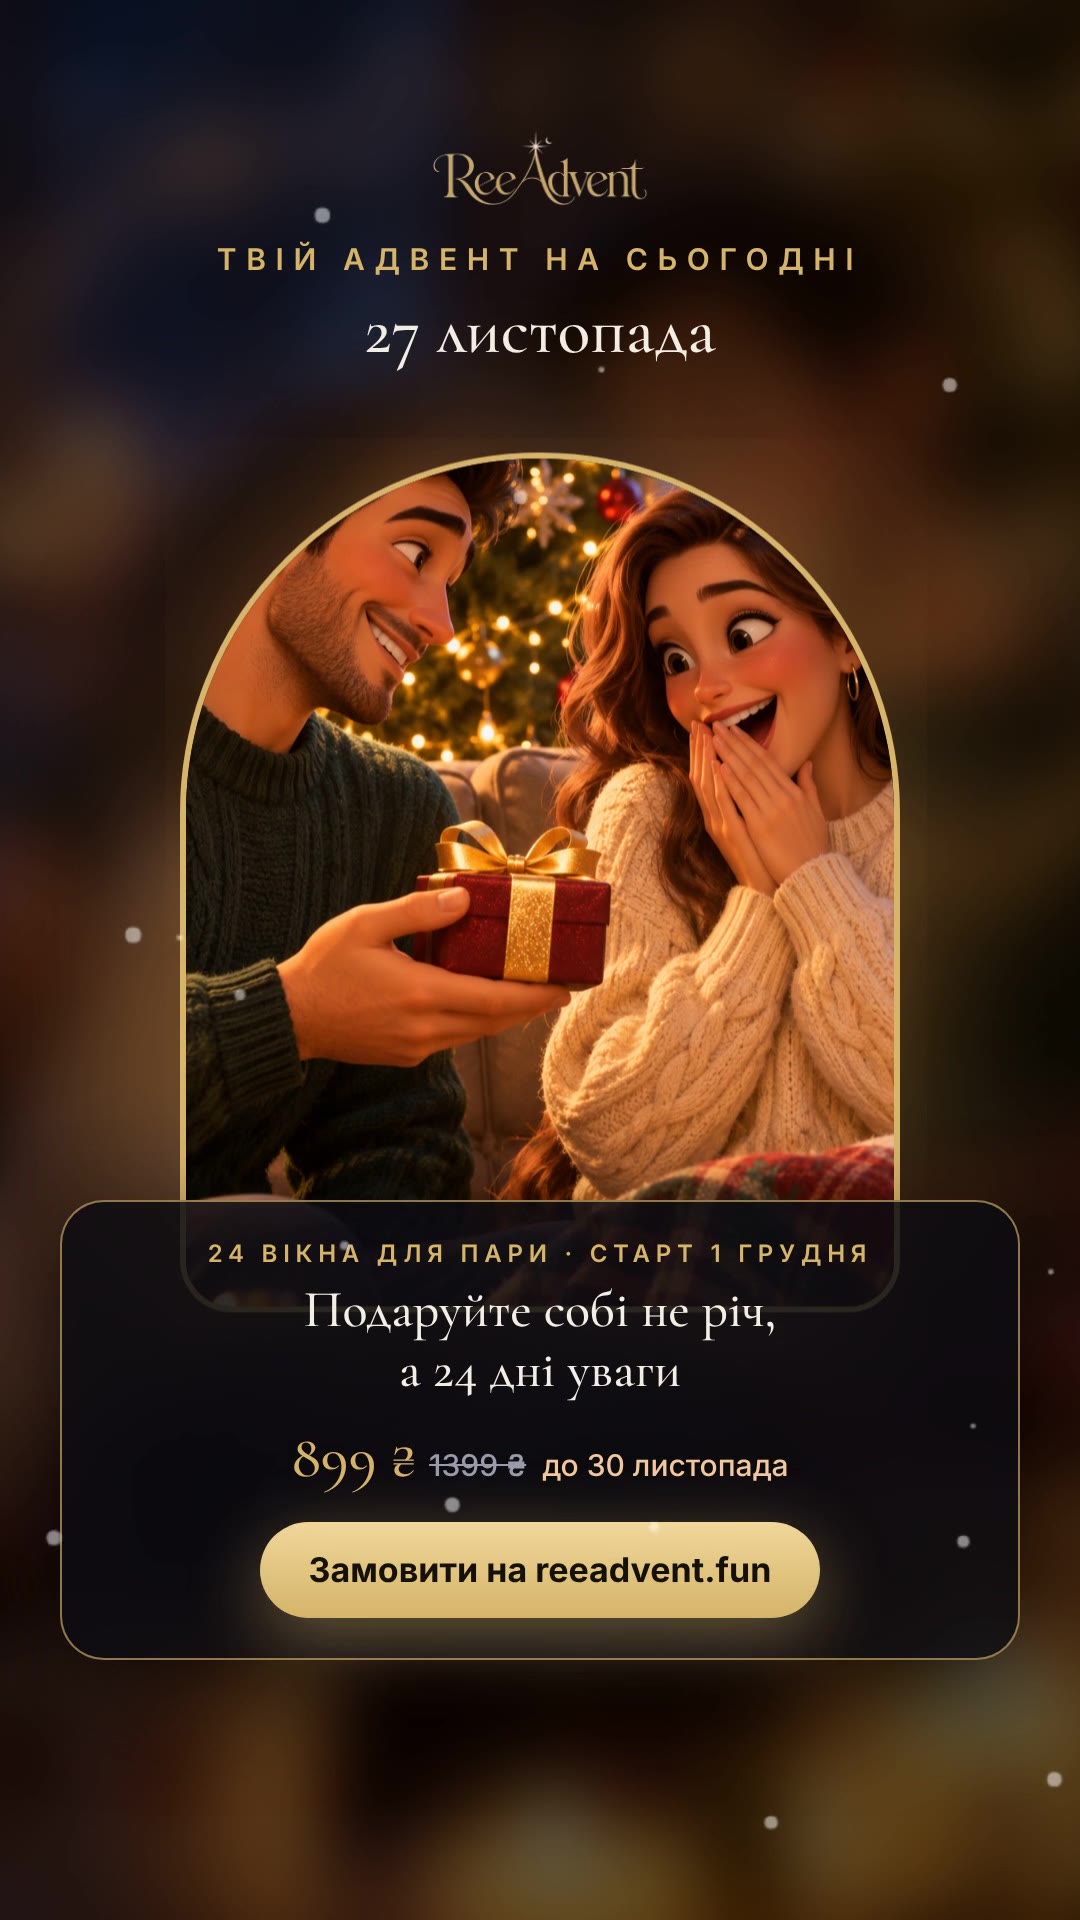 ReeAdvent
ТВІЙ АДВЕНТ НА СЬОГОДНІ
27 листопада
24 ВІКНА ДЛЯ ПАРИ · СТАРТ 1 ГРУДНЯ
Подаруйте собі не річ,
а 24 дні уваги
899 ₴ 1399 ₴ до 30 листопада
Замовити на reeadvent.fun